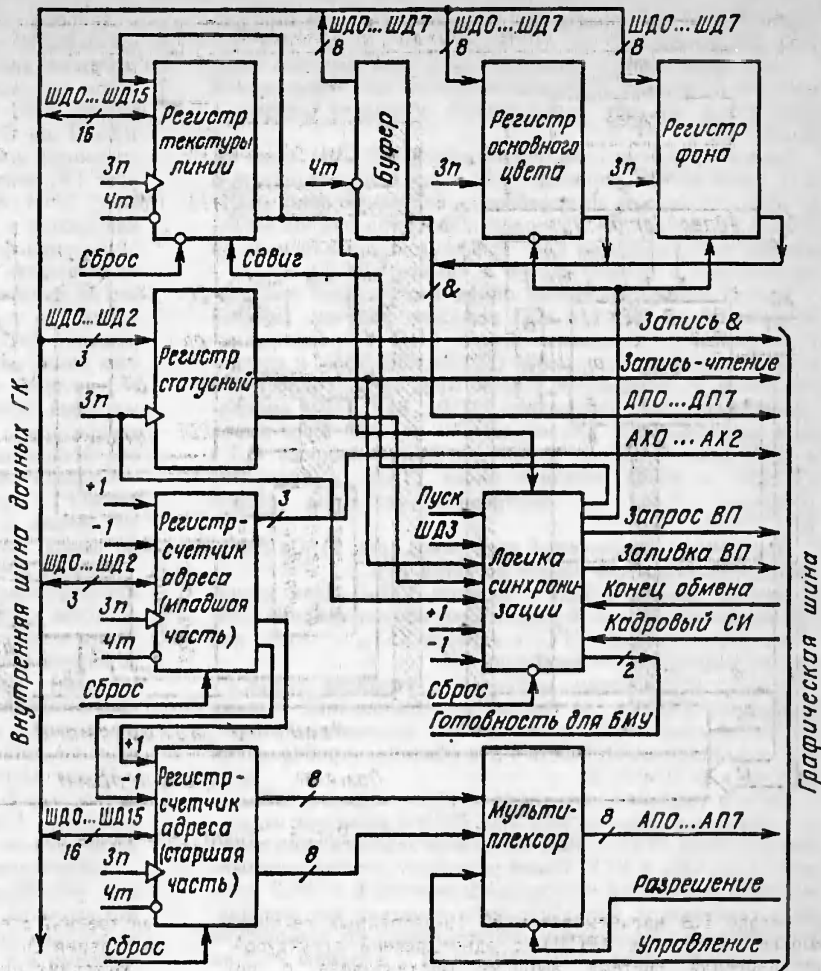 ШД0...ШД7
8
ШД0...ШД7
8
ШД0...ШД7
8
ШД0...ШД15
16
Регистр
текстуры
линии
Зп
Чт
Сброс
Сдвиг
Чт
Буфер
Зп
Регистр
основного
цвета
Зп
Регистр
фона
8
ШД0...ШД2
3
Регистр
статусный
Зп
Запись 8
Запись-чтение
ДП0...ДП7
АХ0...АХ2
+1
-1
ШД0...ШД2
3
Зп
Чт
Сброс
Регистр-
счетчик
адреса
(младшая
часть)
3
Пуск
ШД3
+1
-1
Сброс
Логика
синхрони-
зации
2
Готовность для БМУ
Запрос ВП
Заливка ВП
Конец обмена
Кадровый СИ
+1
-1
ШД0...ШД15
16
Зп
Чт
Сброс
Регистр-
счетчик
адреса
(старшая
часть)
8
8
Мульти-
плексор
8
АП0...АП7
Разрешение
Управление
Внутренняя шина данных ГК
Графическая шина